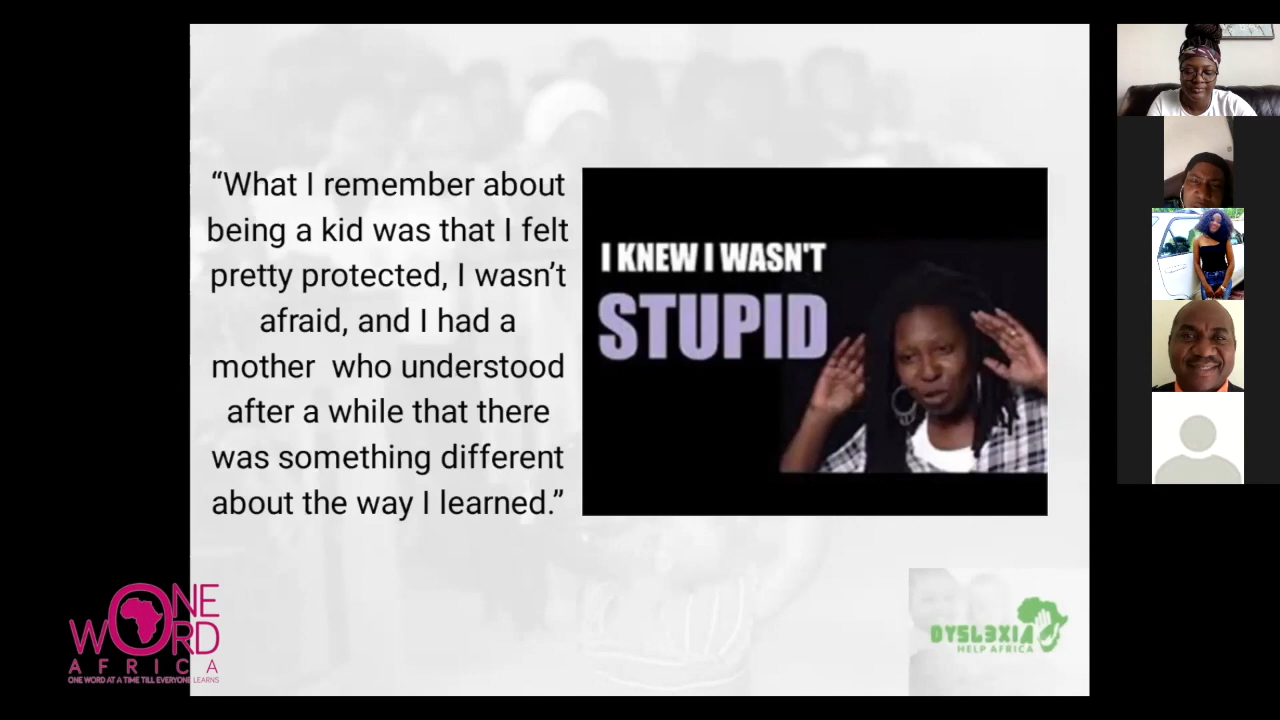 “What I remember about
being a kid was that I felt
pretty protected, I wasn’t
afraid, and I had a
mother who understood
after a while that there
was something different
about the way I learned.”
I KNEW I WASN'T
STUPID
ONE
WORD
AFRICA
ONE WORD AT A TIME TILL EVERYONE LEARNS
DYSL3XIA
HELP AFRICA